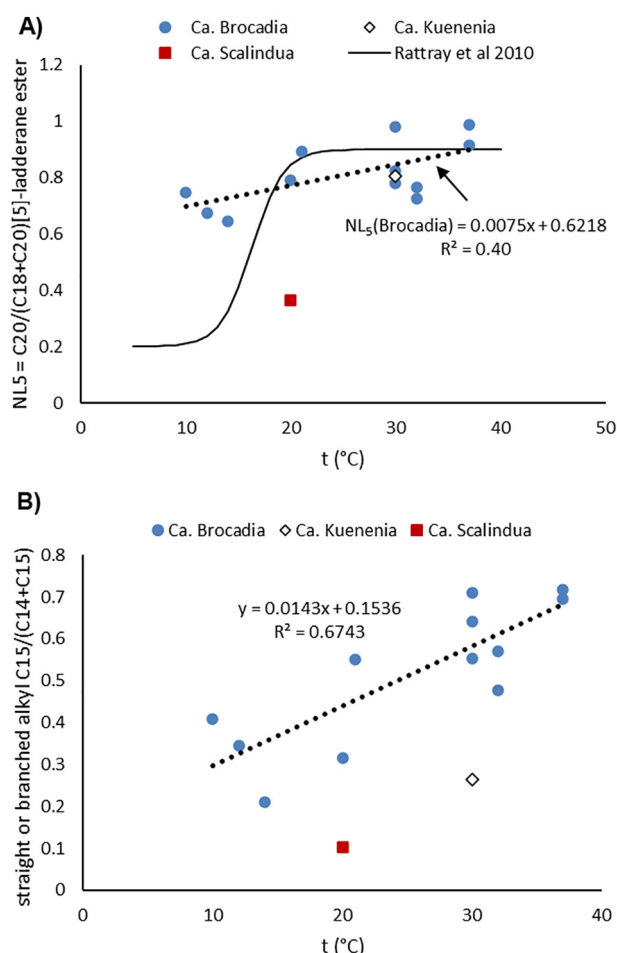 A)
Ca. Brocadia
Ca. Kuenenia
Ca. Scalindua
Rattray et al 2010
NL5 = C20/(C18+C20)[5]-ladderane ester
1.2
1
0.8
0.6
0.4
0.2
0
NL₅(Brocadia) = 0.0075x + 0.6218
R² = 0.40
0
10
20
30
40
50
t (°C)
B)
Ca. Brocadia
Ca. Kuenenia
Ca. Scalindua
straight or branched alkyl C15/(C14+C15)
0.8
0.7
0.6
0.5
0.4
0.3
0.2
0.1
0
y = 0.0143x + 0.1536
R² = 0.6743
0
10
20
30
40
t (°C)